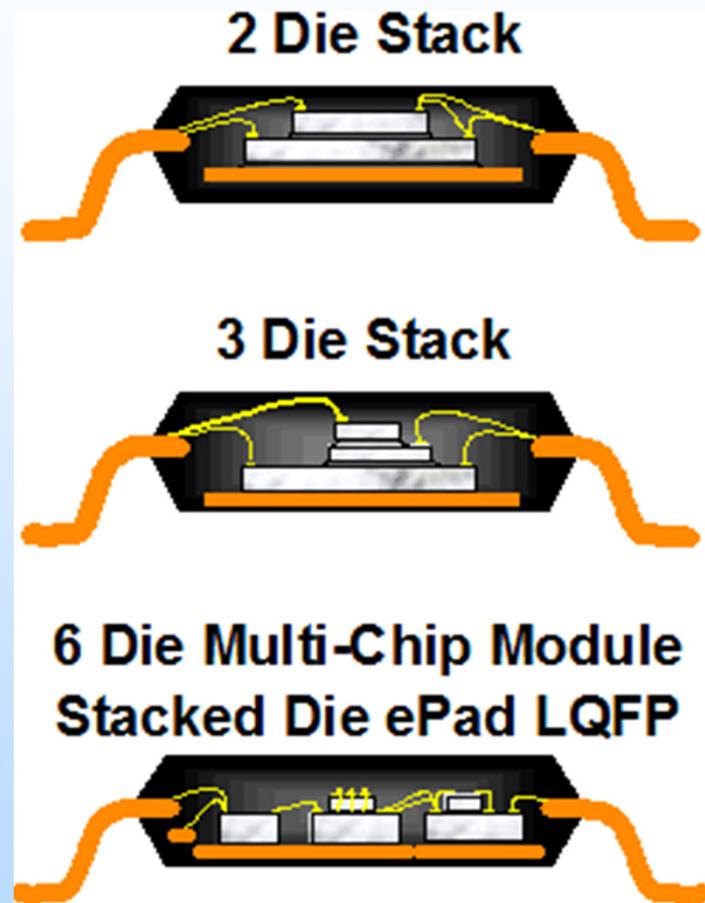 2 Die Stack
3 Die Stack
6 Die Multi-Chip Module
Stacked Die ePad LQFP